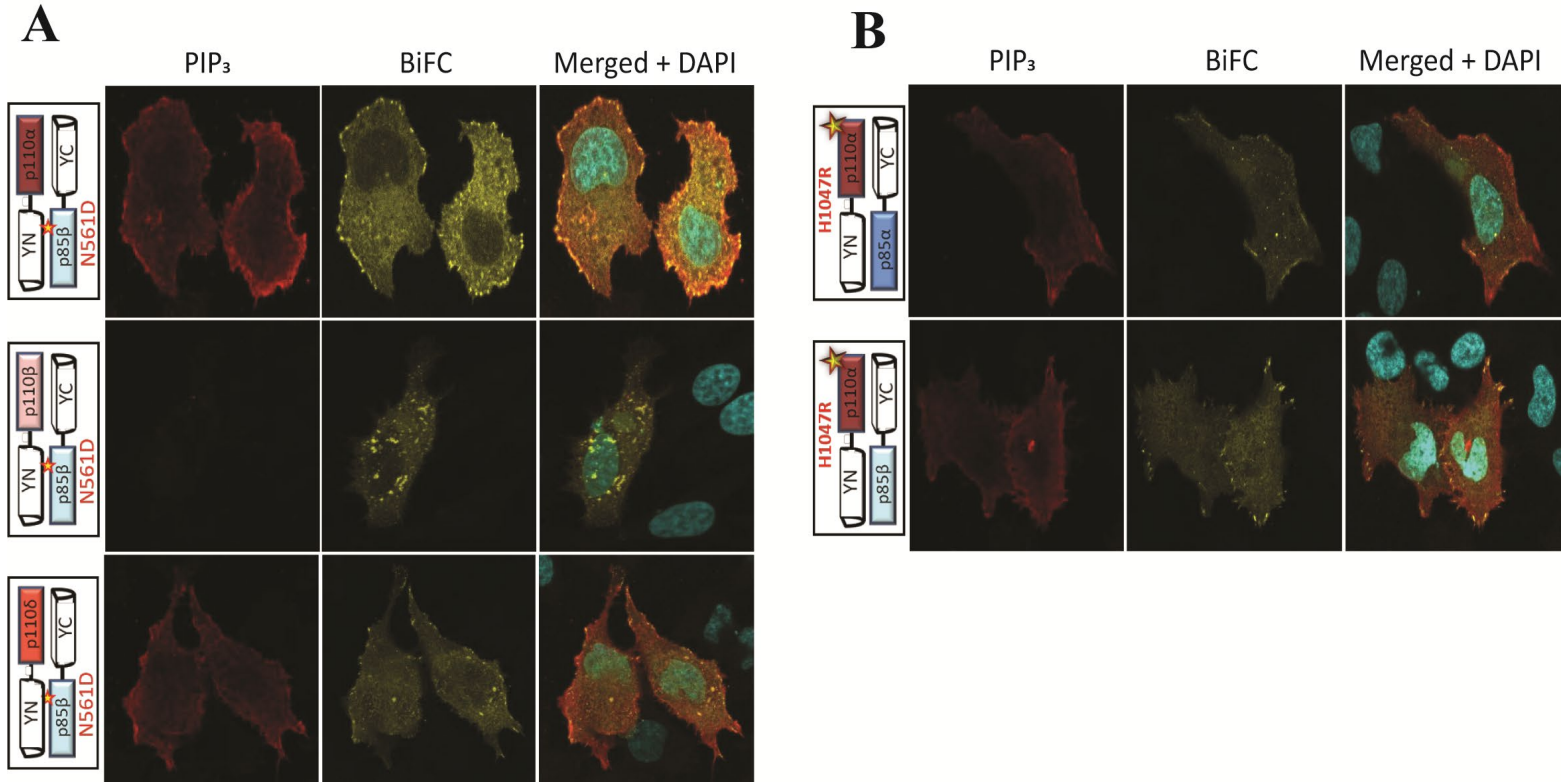 A
PIP₃ BiFC Merged + DAPI
p110α YC
YN p85β N561D
p110β YC
YN p85β N561D
p110δ YC
YN p85β N561D
B
PIP₃ BiFC Merged + DAPI
H1047R p110α YC
YN p85α
H1047R p110α YC
YN p85β